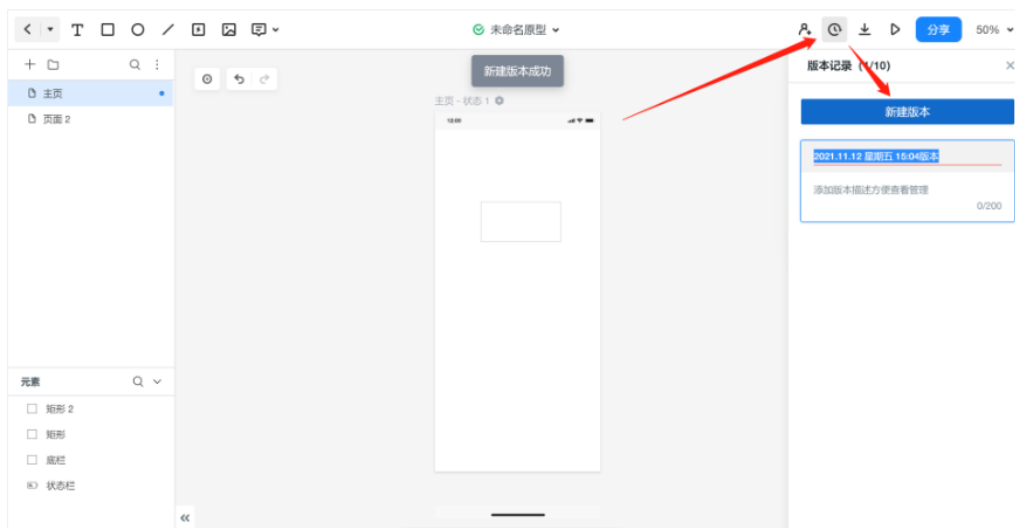 T
未命名原型
分享
50%
主页
页面 2
新建版本成功
主页 - 状态 1
版本记录 (1/10)
新建版本
2021.11.12 星期五 15:04版本
添加版本描述方便查看管理
0/200
元素
矩形 2
矩形
底栏
状态栏